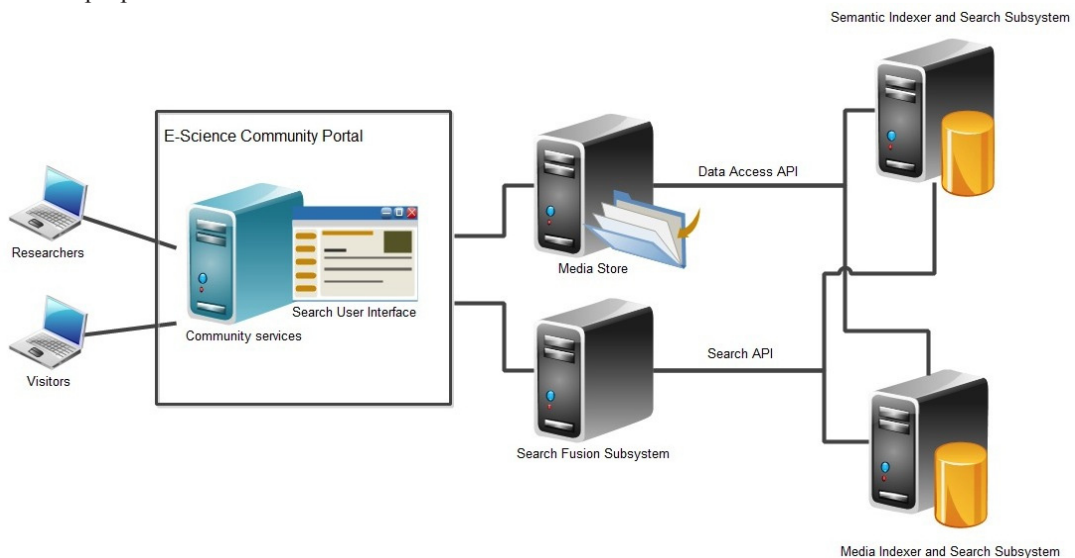 Semantic Indexer and Search Subsystem
E-Science Community Portal
Data Access API
Researchers
Media Store
Search User Interface
Community services
Search API
Visitors
Search Fusion Subsystem
Media Indexer and Search Subsystem